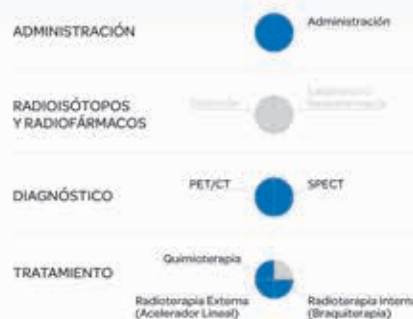 ADMINISTRACIÓN
Administración
RADIOISÓTOPOS
Y RADIOFÁRMACOS
DIAGNÓSTICO
PET/CT
SPECT
TRATAMIENTO
Quimioterapia
Radioterapia Externa
(Acelerador Lineal)
Radioterapia Interna
(Braquiterapia)